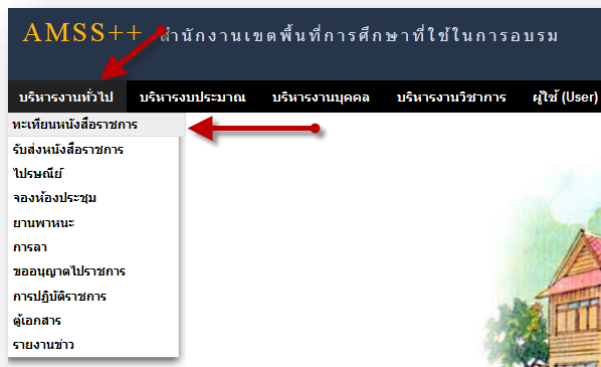 AMSS++ สำนักงานเขตพื้นที่การศึกษาที่ใช้ในการอบรม
บริหารงานทั่วไป บริหารงบประมาณ บริหารงานบุคคล บริหารงานวิชาการ ผู้ใช้ (User)
ทะเทียนหนังสือราชการ
รับส่งหนังสือราชการ
ไปรษณีย์
จองห้องประชุม
ยานพาหนะ
การลา
ขออนุญาตไปราชการ
การปฏิบัติราชการ
ตู้เอกสาร
รายงานข่าว